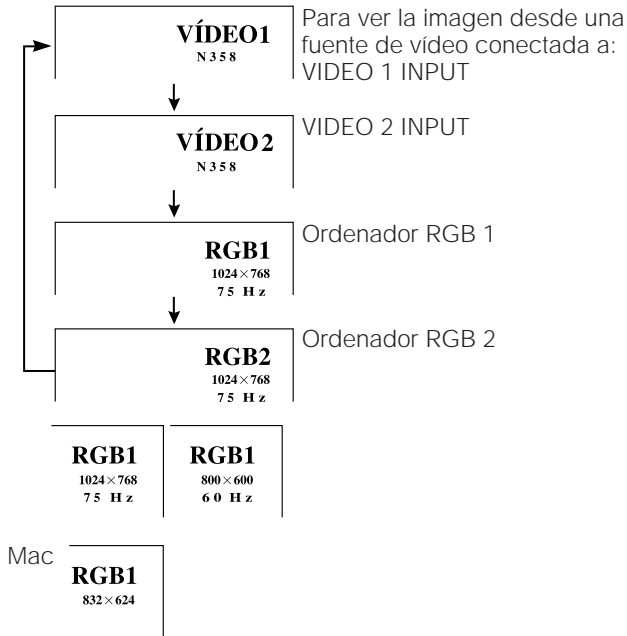 VÍDEO1
N358
Para ver la imagen desde una
fuente de vídeo conectada a:
VIDEO 1 INPUT
VÍDEO2
N358
VIDEO 2 INPUT
RGB1
1024×768
75 Hz
Ordenador RGB 1
RGB2
1024×768
75 Hz
Ordenador RGB 2
RGB1
1024×768
75 Hz
RGB1
800×600
60 Hz
Mac
RGB1
832×624